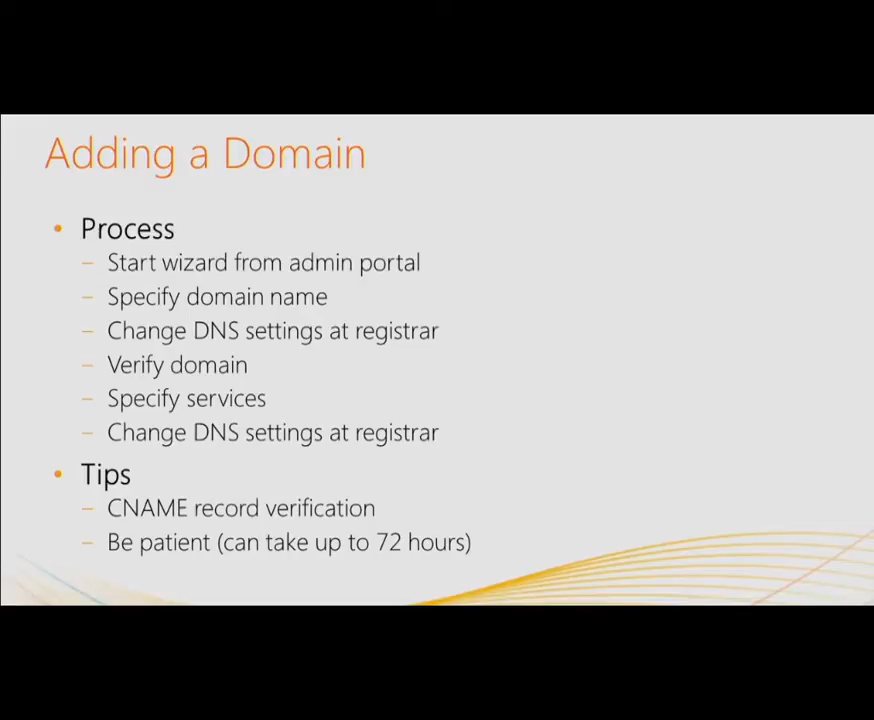 Adding a Domain
• Process
– Start wizard from admin portal
– Specify domain name
– Change DNS settings at registrar
– Verify domain
– Specify services
– Change DNS settings at registrar
• Tips
– CNAME record verification
– Be patient (can take up to 72 hours)